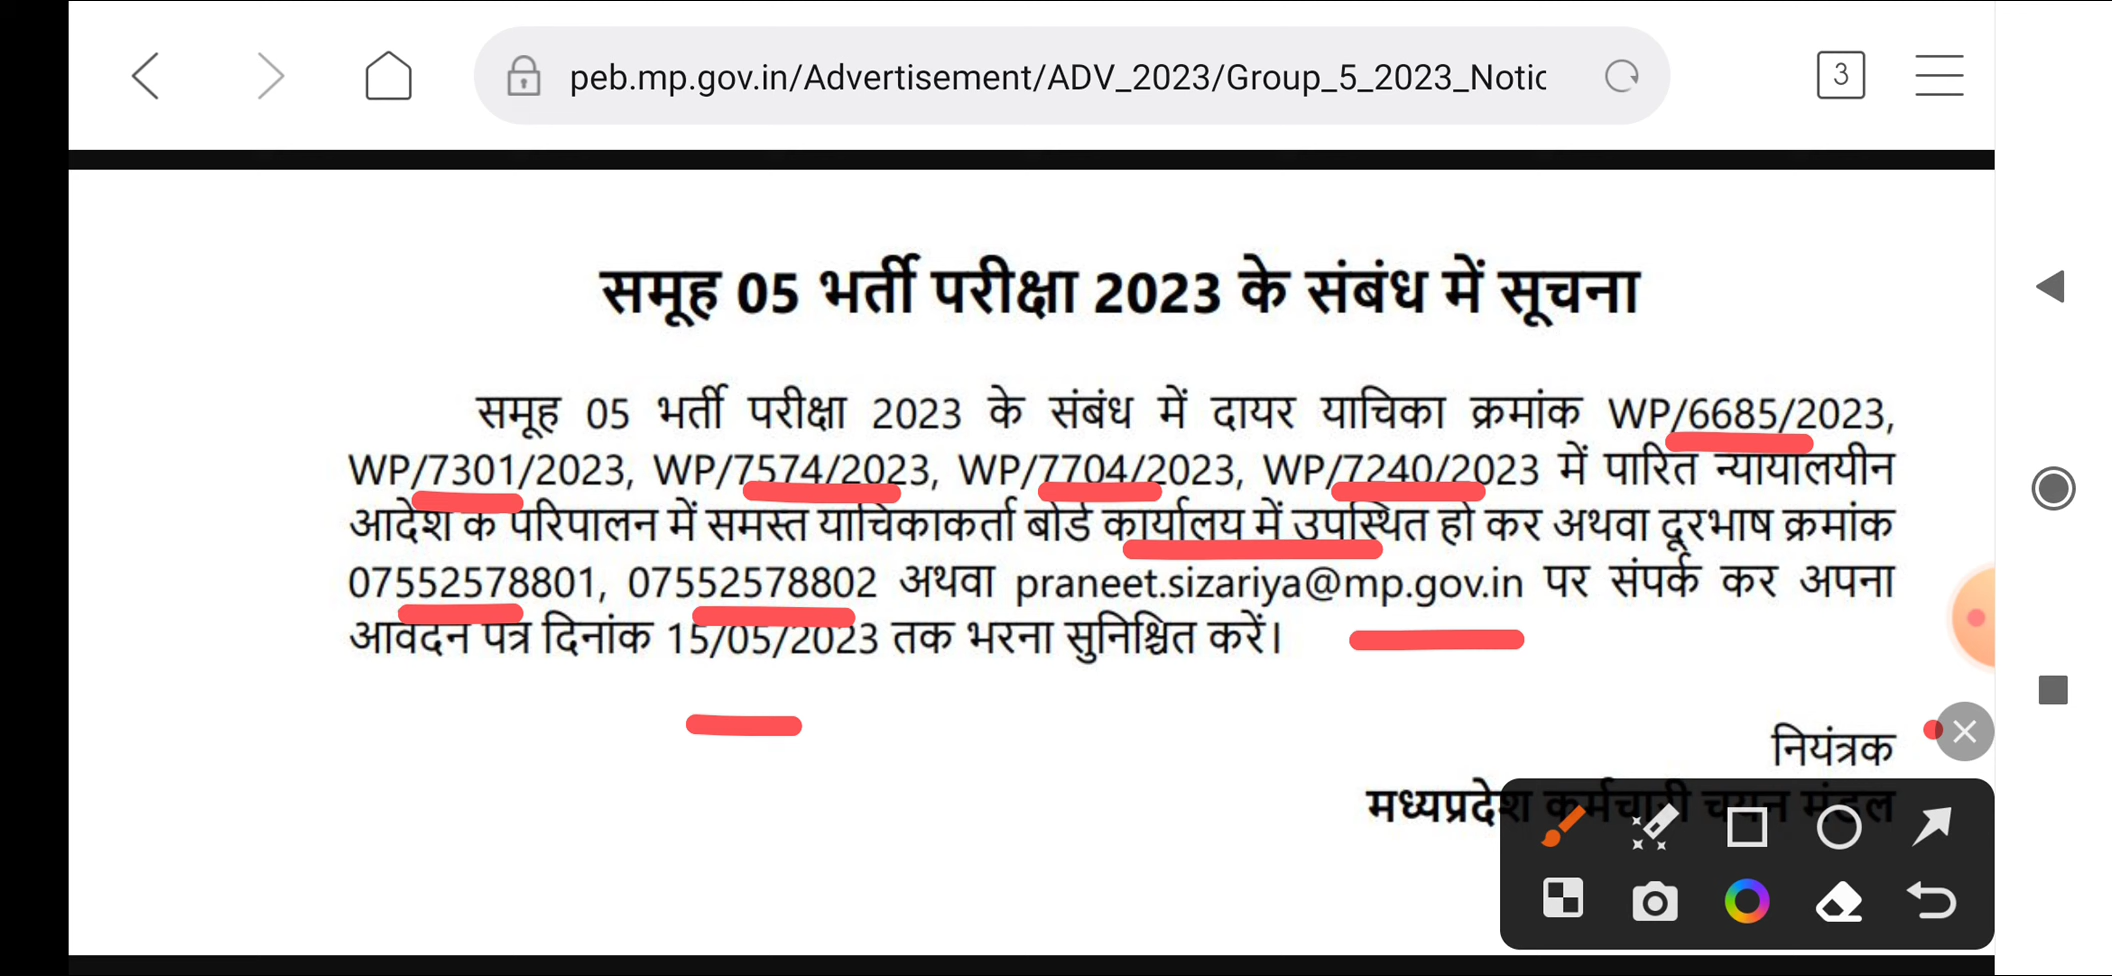 peb.mp.gov.in/Advertisement/ADV_2023/Group_5_2023_Notic
3
समूह 05 भर्ती परीक्षा 2023 के संबंध में सूचना
समूह 05 भर्ती परीक्षा 2023 के संबंध में दायर याचिका क्रमांक WP/6685/2023,
WP/7301/2023, WP/7574/2023, WP/7704/2023, WP/7240/2023 में पारित न्यायालयीन
आदेश के परिपालन में समस्त याचिकाकर्ता बोर्ड कार्यालय में उपस्थित हो कर अथवा दूरभाष क्रमांक
07552578801, 07552578802 अथवा praneet.sizariya@mp.gov.in पर संपर्क कर अपना
आवेदन पत्र दिनांक 15/05/2023 तक भरना सुनिश्चित करें।
नियंत्रक
मध्यप्रदेश कर्मचारी चयन मंडल